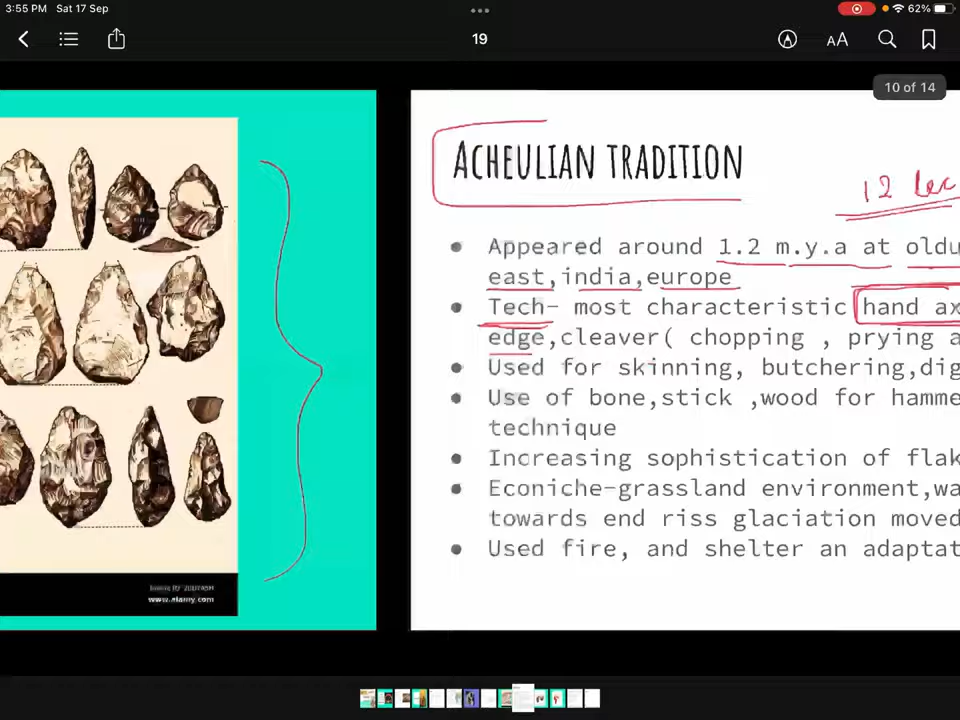 3:55 PM Sat 17 Sep
62%
19
AA
10 of 14
ACHEULIAN TRADITION
12 lec
Appeared around 1.2 m.y.a at oldu
east,india,europe
Tech- most characteristic hand ax
edge,cleaver( chopping , prying a
Used for skinning, butchering,dig
Use of bone,stick ,wood for hamme
technique
Increasing sophistication of flak
Econiche-grassland environment,wa
towards end riss glaciation moved
Used fire, and shelter an adaptat
www.alamy.com